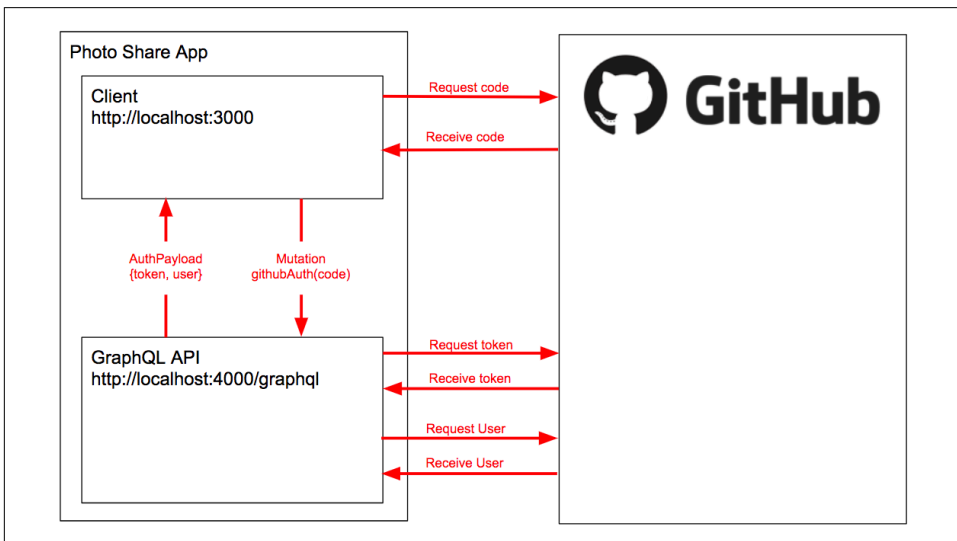 Photo Share App
Client
http://localhost:3000
Request code
Receive code
GitHub
AuthPayload
{token, user}
Mutation
githubAuth(code)
GraphQL API
http://localhost:4000/graphql
Request token
Receive token
Request User
Receive User